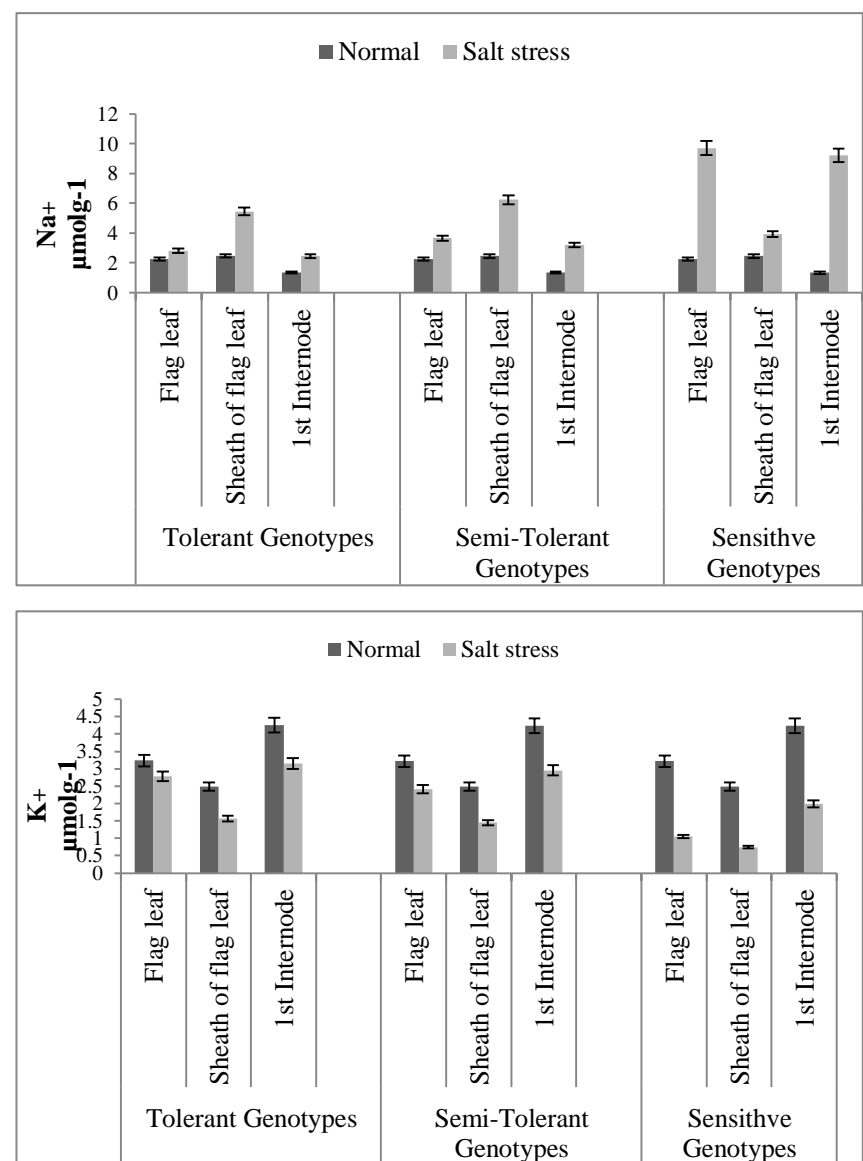 Normal Salt stress
12
10
8
6
4
2
0
Na+
µmolg-1
Flag leaf
Sheath of flag leaf
1st Internode
Flag leaf
Sheath of flag leaf
1st Internode
Flag leaf
Sheath of flag leaf
1st Internode
Tolerant Genotypes
Semi-Tolerant
Genotypes
Sensithve
Genotypes
Normal Salt stress
5
4.5
4
3.5
3
2.5
2
1.5
1
0.5
0
K+
µmolg-1
Flag leaf
Sheath of flag leaf
1st Internode
Flag leaf
Sheath of flag leaf
1st Internode
Flag leaf
Sheath of flag leaf
1st Internode
Tolerant Genotypes
Semi-Tolerant
Genotypes
Sensithve
Genotypes